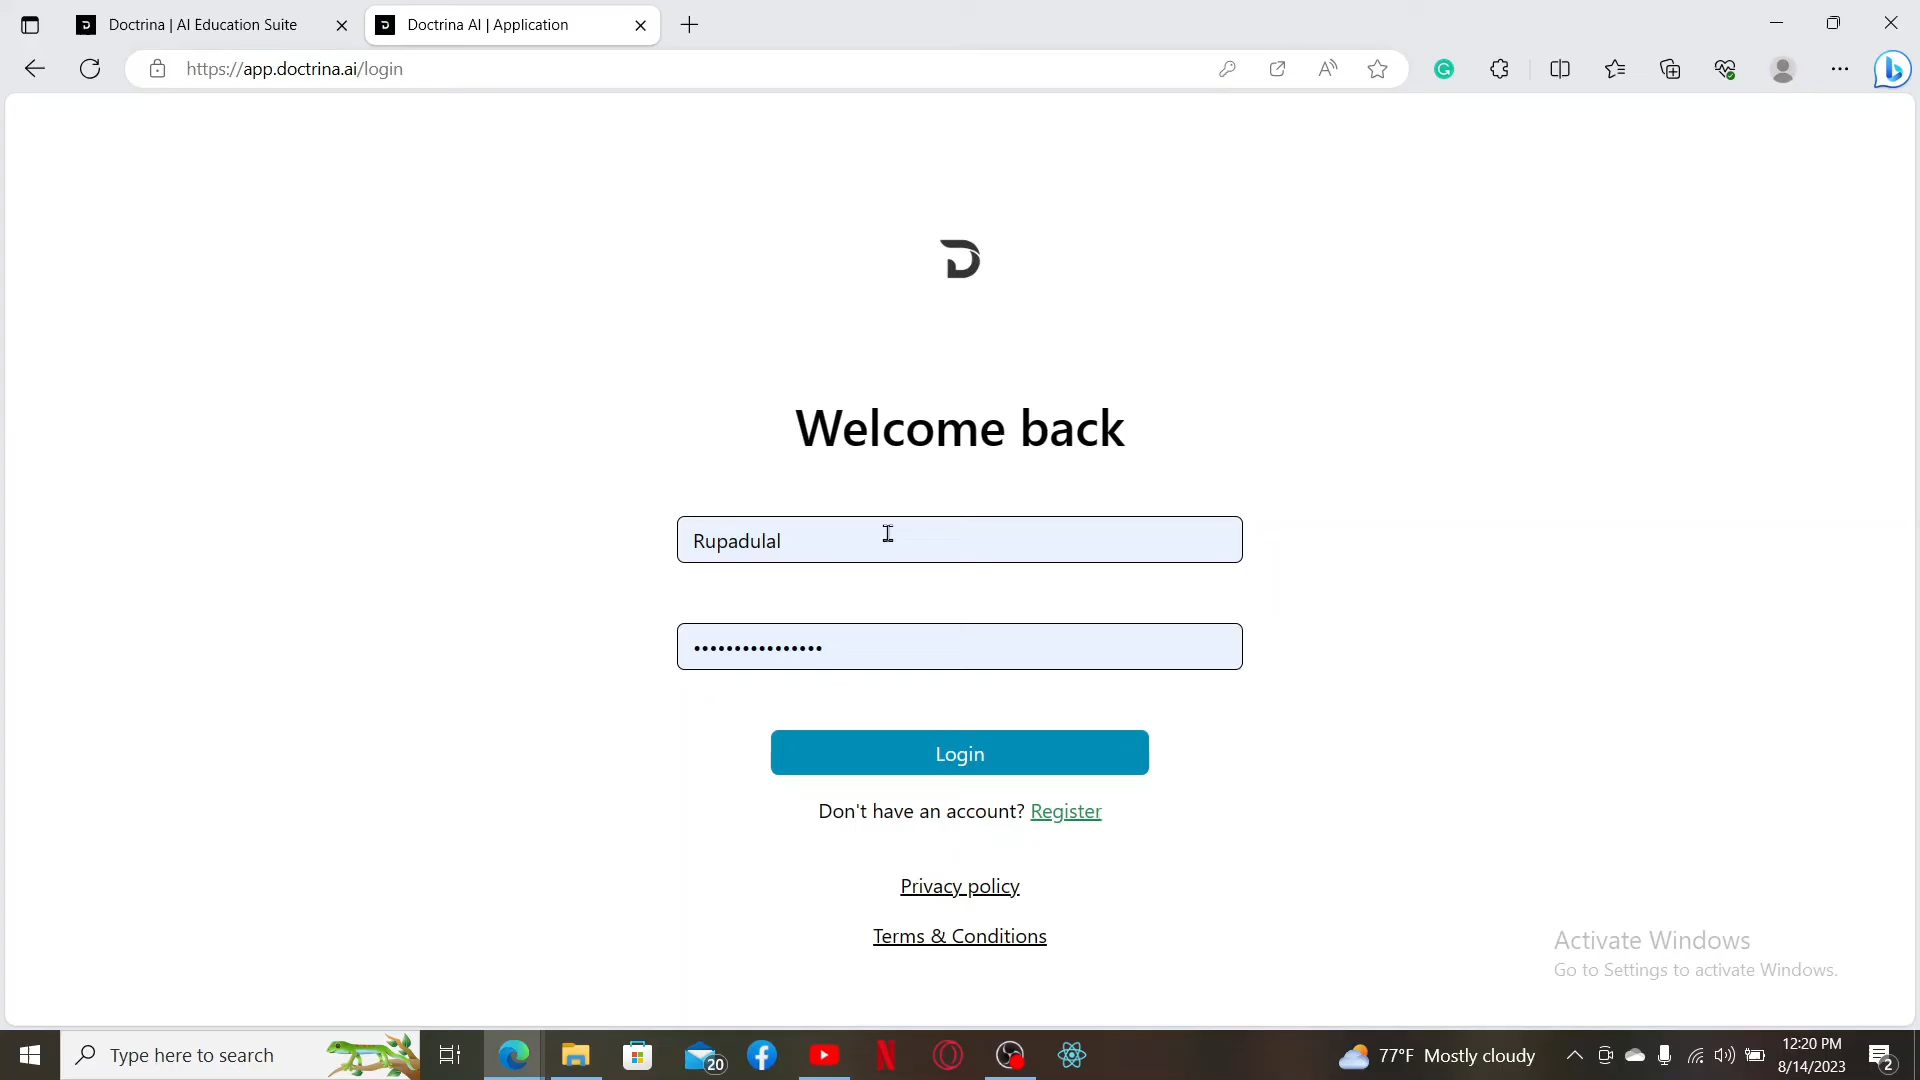 Doctrina | AI Education Suite
Doctrina AI | Application
https://app.doctrina.ai/login
Welcome back
Rupadulal
••••••••••••••••
Login
Don't have an account? Register
Privacy policy
Terms & Conditions
Activate Windows
Go to Settings to activate Windows.
Type here to search
20
77°F Mostly cloudy
12:20 PM
8/14/2023
2